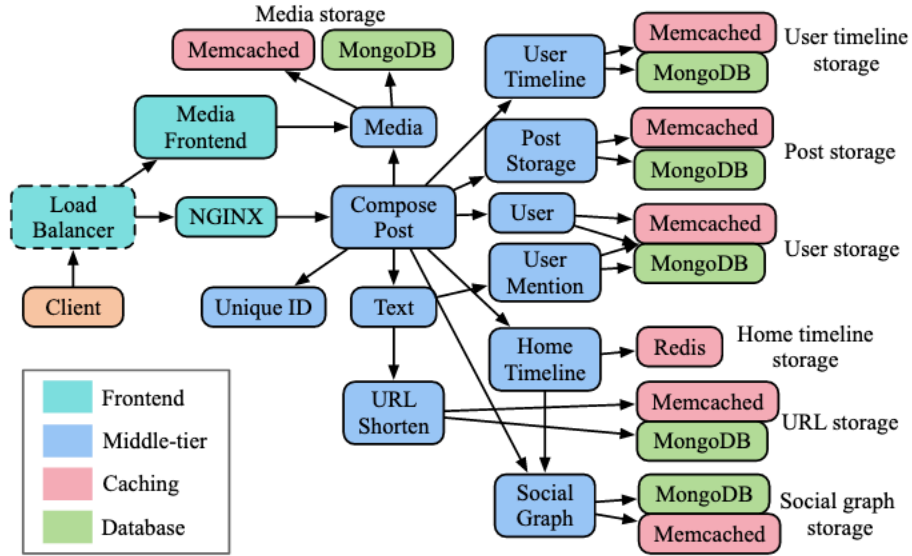 Media storage
Memcached
MongoDB
User
Timeline
Memcached
MongoDB
User timeline
storage
Media
Frontend
Media
Post
Storage
Memcached
MongoDB
Post storage
Load
Balancer
NGINX
Compose
Post
User
Memcached
MongoDB
User storage
User
Mention
Client
Unique ID
Text
Home
Timeline
Redis
Home timeline
storage
URL
Shorten
Memcached
MongoDB
URL storage
Social
Graph
MongoDB
Memcached
Social graph
storage
Frontend
Middle-tier
Caching
Database